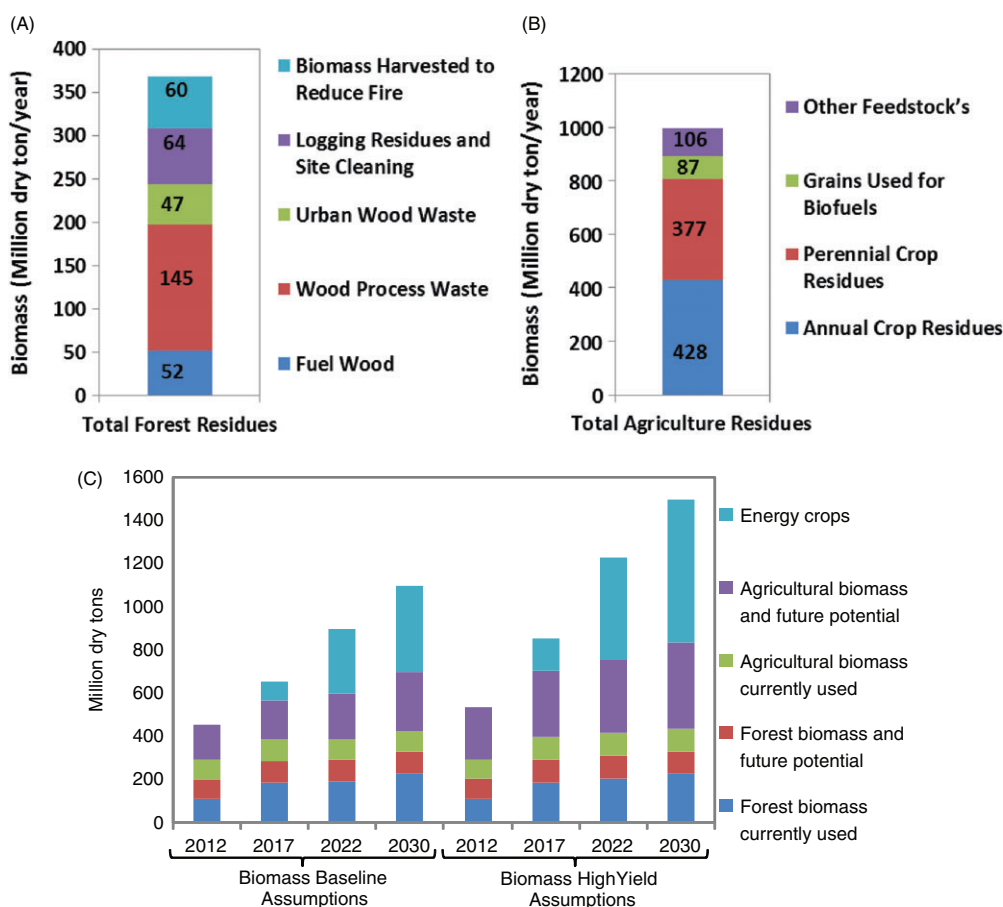 (A)
Biomass (Million dry ton/year)
400
350
300
250
200
150
100
50
0
60
64
47
145
52
Total Forest Residues
Biomass Harvested to
Reduce Fire
Logging Residues and
Site Cleaning
Urban Wood Waste
Wood Process Waste
Fuel Wood
(B)
Biomass (Million dry ton/year)
1200
1000
800
600
400
200
0
106
87
377
428
Total Agriculture Residues
Other Feedstock's
Grains Used for
Biofuels
Perennial Crop
Residues
Annual Crop Residues
(C)
Million dry tons
1600
1400
1200
1000
800
600
400
200
0
2012 2017 2022 2030 2012 2017 2022 2030
Biomass Baseline
Assumptions
Biomass HighYield
Assumptions
Energy crops
Agricultural biomass
and future potential
Agricultural biomass
currently used
Forest biomass and
future potential
Forest biomass
currently used